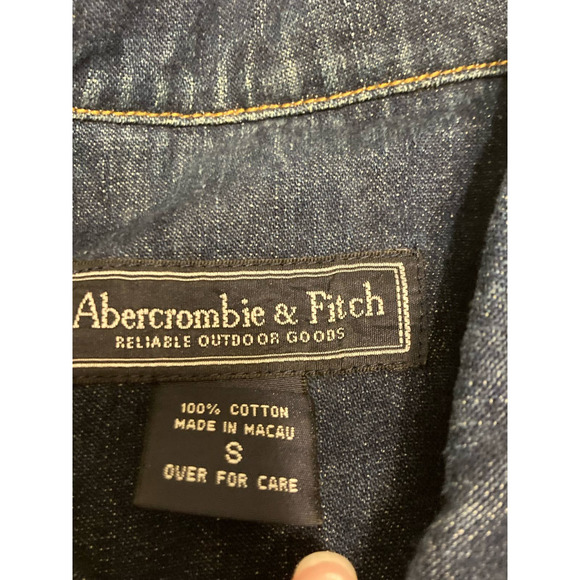 Abercrombie & Fitch
RELIABLE OUTDOOR GOODS
100% COTTON
MADE IN MACAU
S
OVER FOR CARE